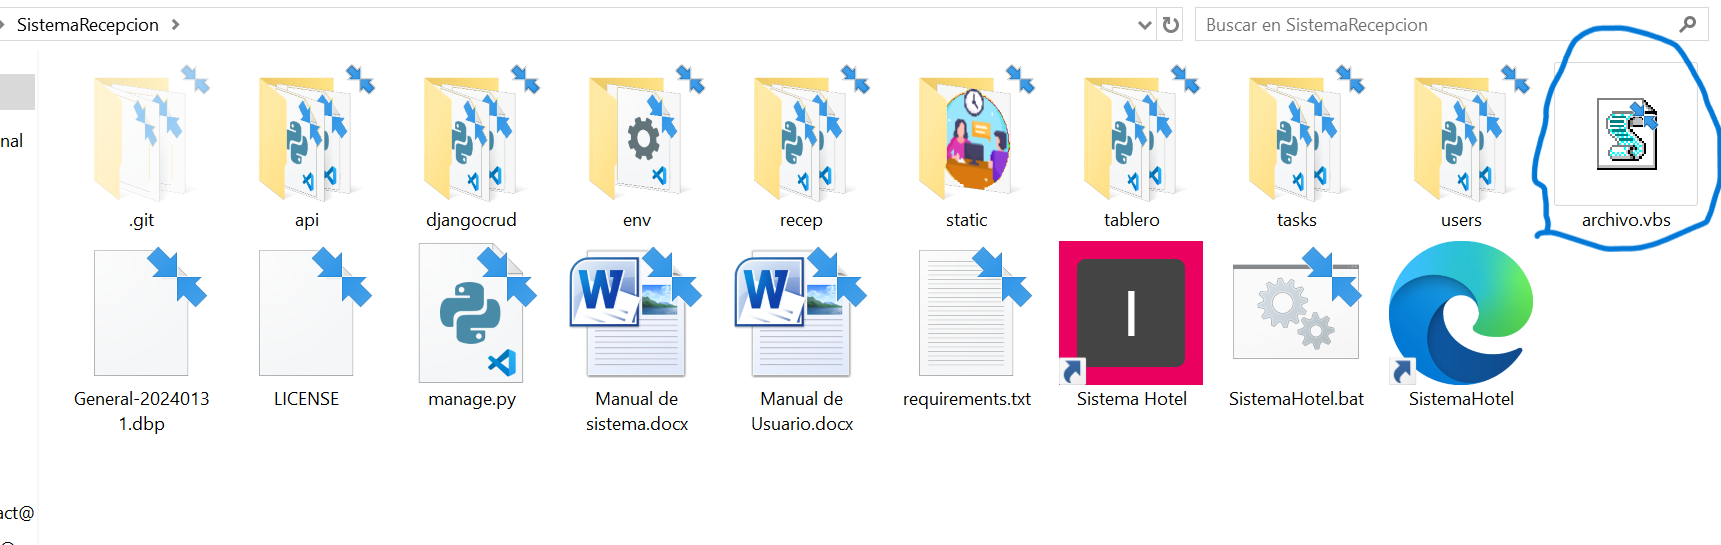 SistemaRecepcion
Buscar en SistemaRecepcion
nal
.git
api
djangocrud
env
recep
static
tablero
tasks
users
archivo.vbs
General-2024013
1.dbp
LICENSE
manage.py
Manual de
sistema.docx
Manual de
Usuario.docx
requirements.txt
I
Sistema Hotel
SistemaHotel.bat
SistemaHotel
act@